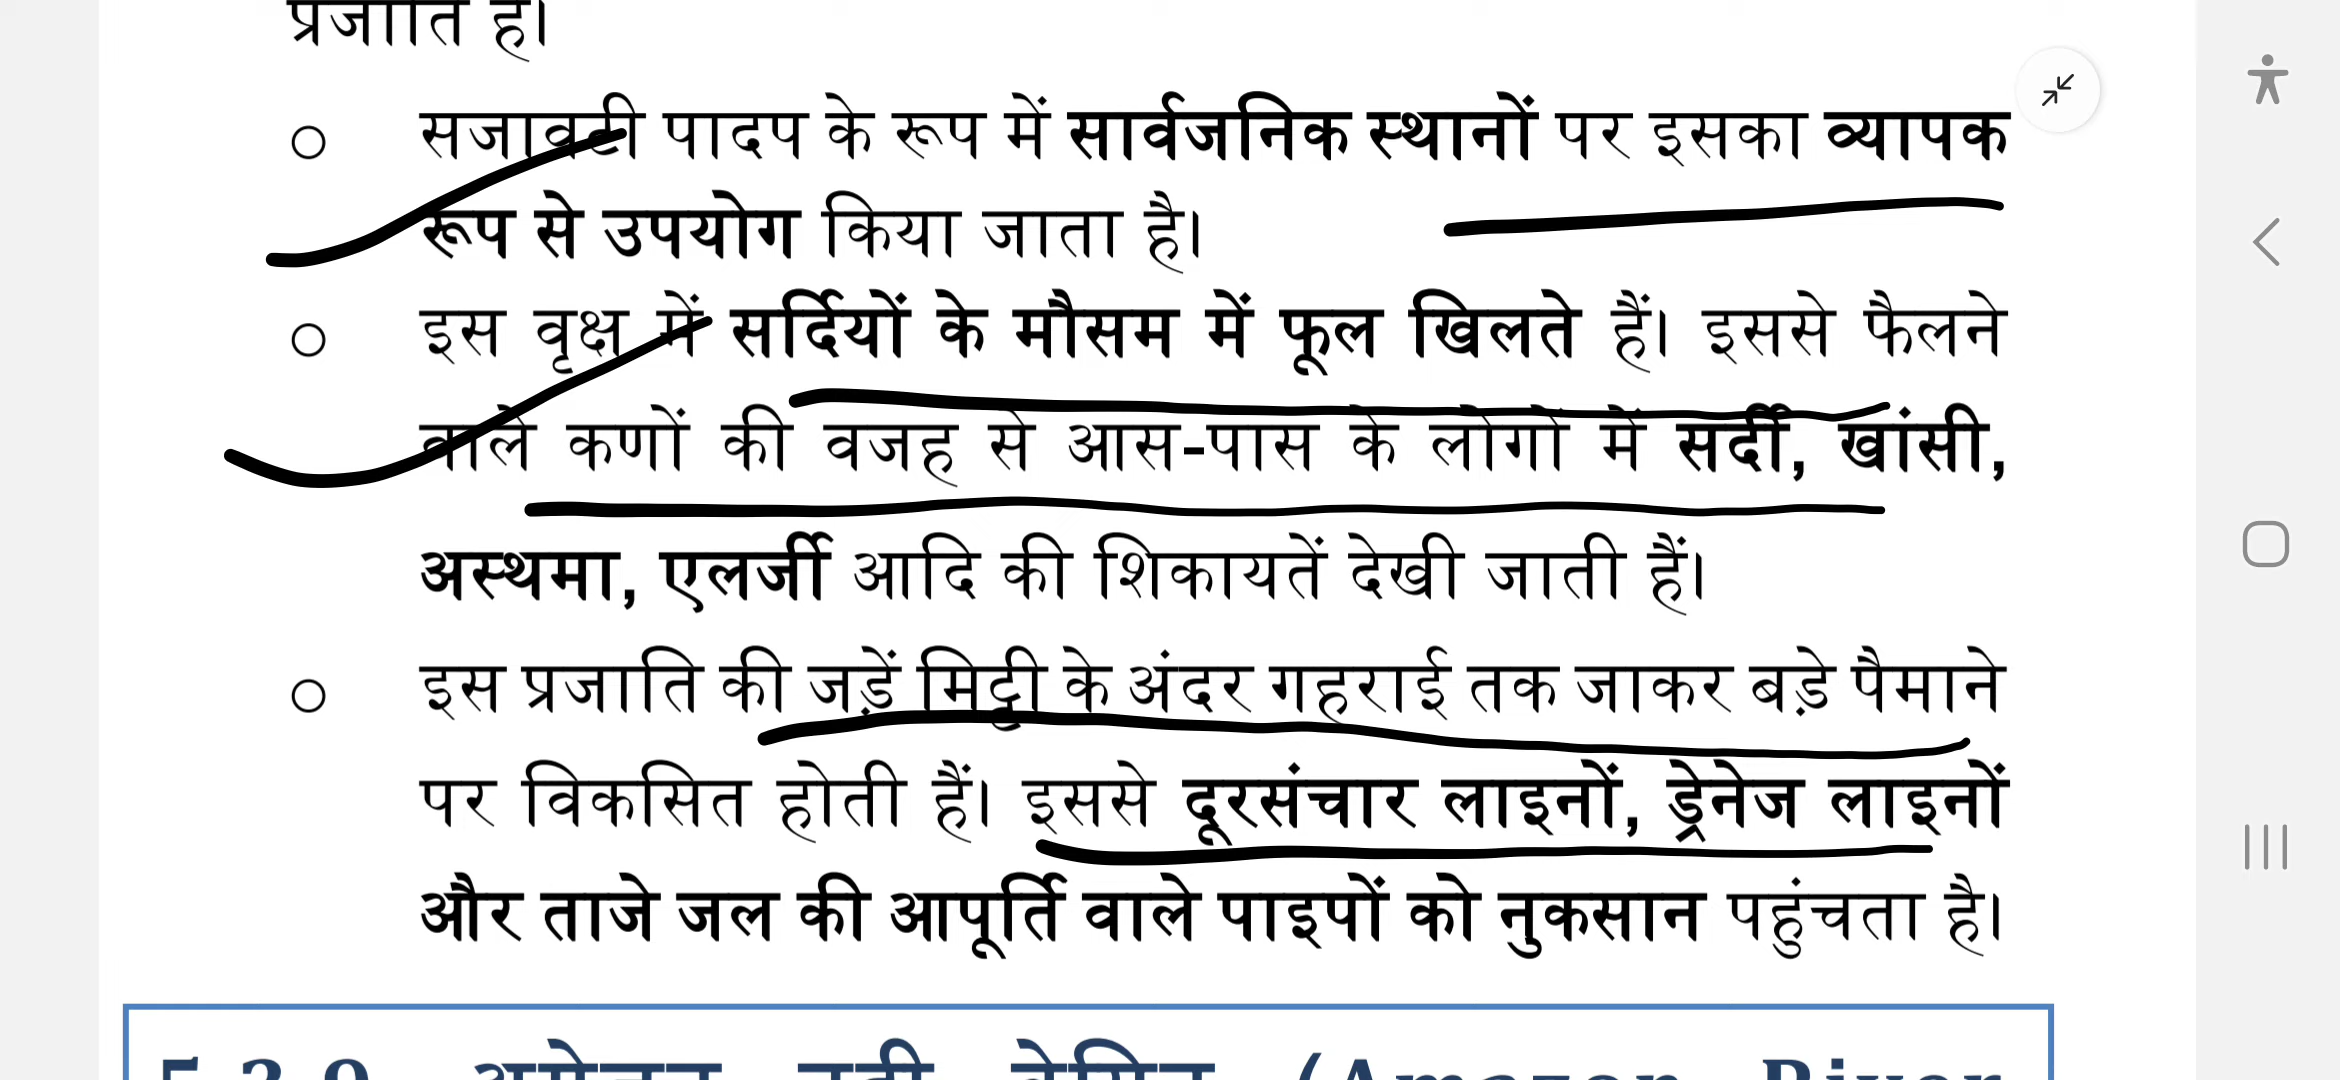 प्रजाति है।
○ सजावटी पादप के रूप में सार्वजनिक स्थानों पर इसका व्यापक
रूप से उपयोग किया जाता है।
○ इस वृक्ष में सर्दियों के मौसम में फूल खिलते हैं। इससे फैलने
वाले कणों की वजह से आस-पास के लोगों में सर्दी, खांसी,
अस्थमा, एलर्जी आदि की शिकायतें देखी जाती हैं।
○ इस प्रजाति की जड़ें मिट्टी के अंदर गहराई तक जाकर बड़े पैमाने
पर विकसित होती हैं। इससे दूरसंचार लाइनों, ड्रेनेज लाइनों
और ताजे जल की आपूर्ति वाले पाइपों को नुकसान पहुंचता है।
(Amazon River